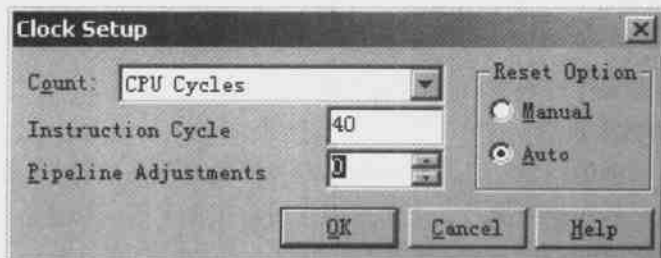 Clock Setup
Count: CPU Cycles
Reset Option
Manual
Instruction Cycle 40
Auto
Pipeline Adjustments 0
OK Cancel Help